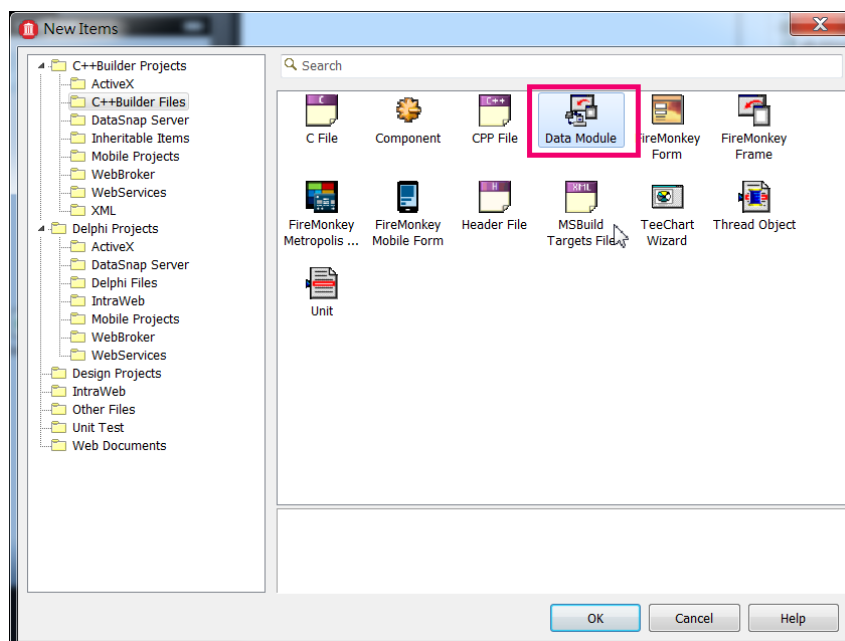 New Items
C++Builder Projects
ActiveX
C++Builder Files
DataSnap Server
Inheritable Items
Mobile Projects
WebBroker
WebServices
XML
Delphi Projects
ActiveX
DataSnap Server
Delphi Files
IntraWeb
Mobile Projects
WebBroker
WebServices
Design Projects
IntraWeb
Other Files
Unit Test
Web Documents
Search
C
C File
Component
C++
CPP File
Data Module
FireMonkey
Form
FireMonkey
Frame
FireMonkey
Metropolis ...
FireMonkey
Mobile Form
H
Header File
XML
MSBuild
Targets File
TeeChart
Wizard
Thread Object
Unit
OK
Cancel
Help